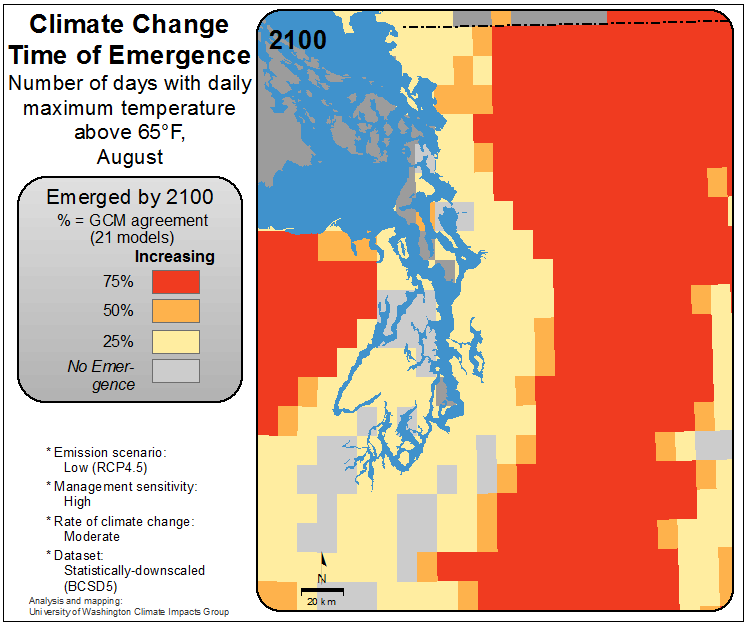 Climate Change
Time of Emergence
Number of days with daily
maximum temperature
above 65°F,
August
Emerged by 2100
% = GCM agreement
(21 models)
Increasing
75%
50%
25%
No Emer-
gence
* Emission scenario:
Low (RCP4.5)
* Management sensitivity:
High
* Rate of climate change:
Moderate
* Dataset:
Statistically-downscaled
(BCSD5)
Analysis and mapping:
University of Washington Climate Impacts Group
2100
N
20 km